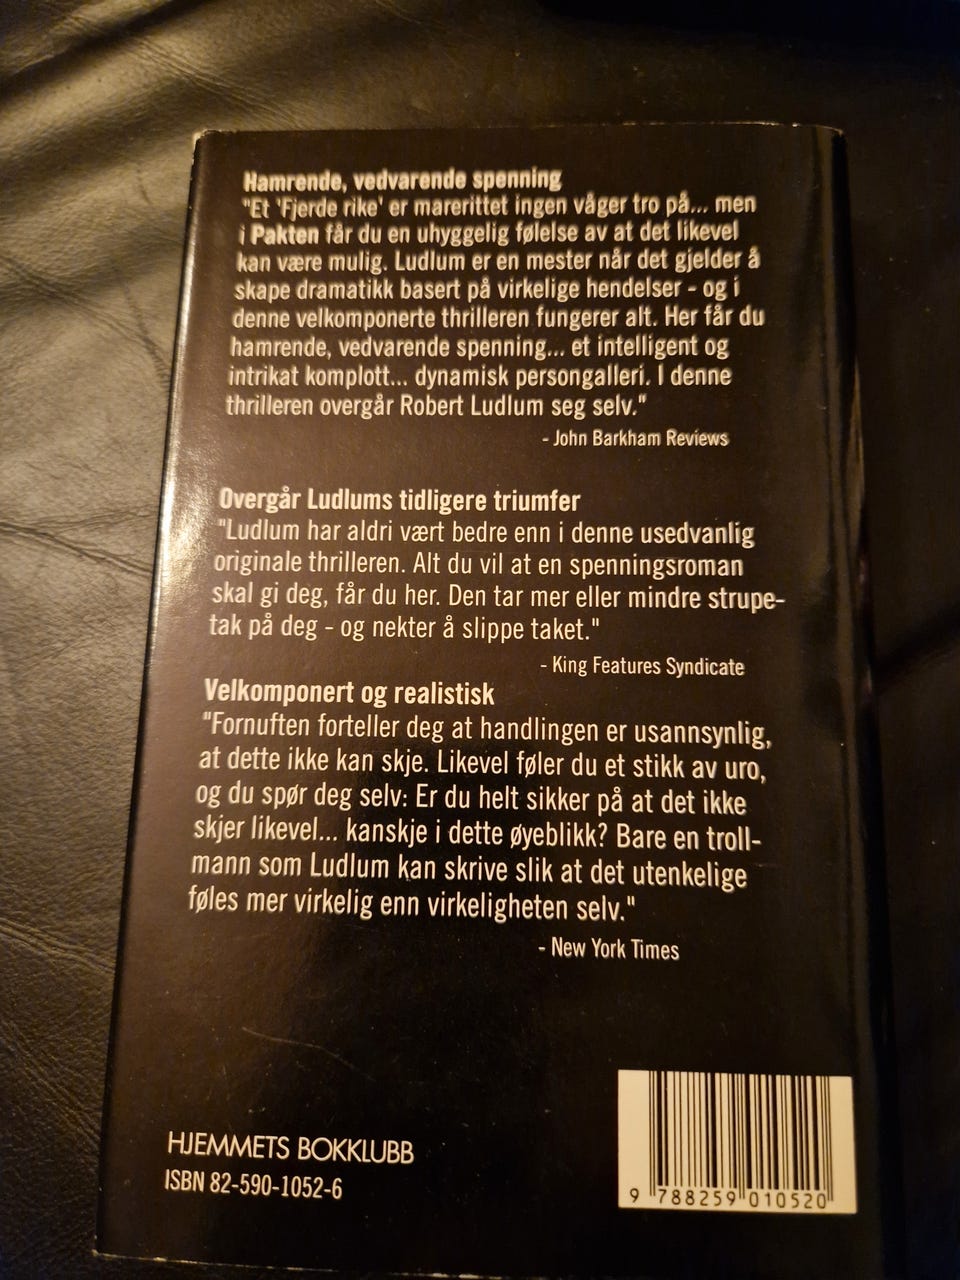 Hamrende, vedvarende spenning
"Et 'Fjerde rike' er marerittet ingen våger tro på... men
i Pakten får du en uhyggelig følelse av at det likevel
kan være mulig. Ludlum er en mester når det gjelder å
skape dramatikk basert på virkelige hendelser - og i
denne velkomponerte thrilleren fungerer alt. Her får du
hamrende, vedvarende spenning... et intelligent og
intrikat komplott... dynamisk persongalleri. I denne
thrilleren overgår Robert Ludlum seg selv."
- John Barkham Reviews
Overgår Ludlums tidligere triumfer
"Ludlum har aldri vært bedre enn i denne usedvanlig
originale thrilleren. Alt du vil at en spenningsroman
skal gi deg, får du her. Den tar mer eller mindre strupe-
tak på deg - og nekter å slippe taket."
- King Features Syndicate
Velkomponert og realistisk
"Fornuften forteller deg at handlingen er usannsynlig,
at dette ikke kan skje. Likevel føler du et stikk av uro,
og du spør deg selv: Er du helt sikker på at det ikke
skjer likevel... kanskje i dette øyeblikk? Bare en troll-
mann som Ludlum kan skrive slik at det utenkelige
føles mer virkelig enn virkeligheten selv."
- New York Times
HJEMMETS BOKKLUBB
ISBN 82-590-1052-6
9 788259 010520